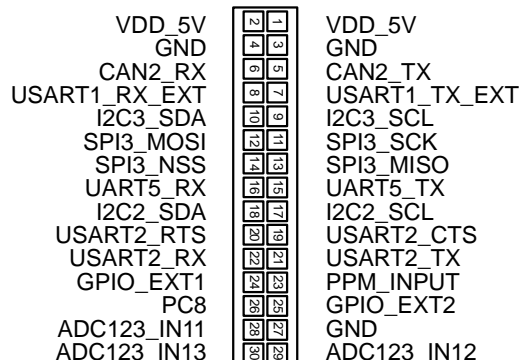 VDD_5V 2 1 VDD_5V
GND 4 3 GND
CAN2_RX 6 5 CAN2_TX
USART1_RX_EXT 8 7 USART1_TX_EXT
I2C3_SDA 10 9 I2C3_SCL
SPI3_MOSI 12 11 SPI3_SCK
SPI3_NSS 14 13 SPI3_MISO
UART5_RX 16 15 UART5_TX
I2C2_SDA 18 17 I2C2_SCL
USART2_RTS 20 19 USART2_CTS
USART2_RX 22 21 USART2_TX
GPIO_EXT1 24 23 PPM_INPUT
PC8 26 25 GPIO_EXT2
ADC123_IN11 28 27 GND
ADC123_IN13 30 29 ADC123_IN12